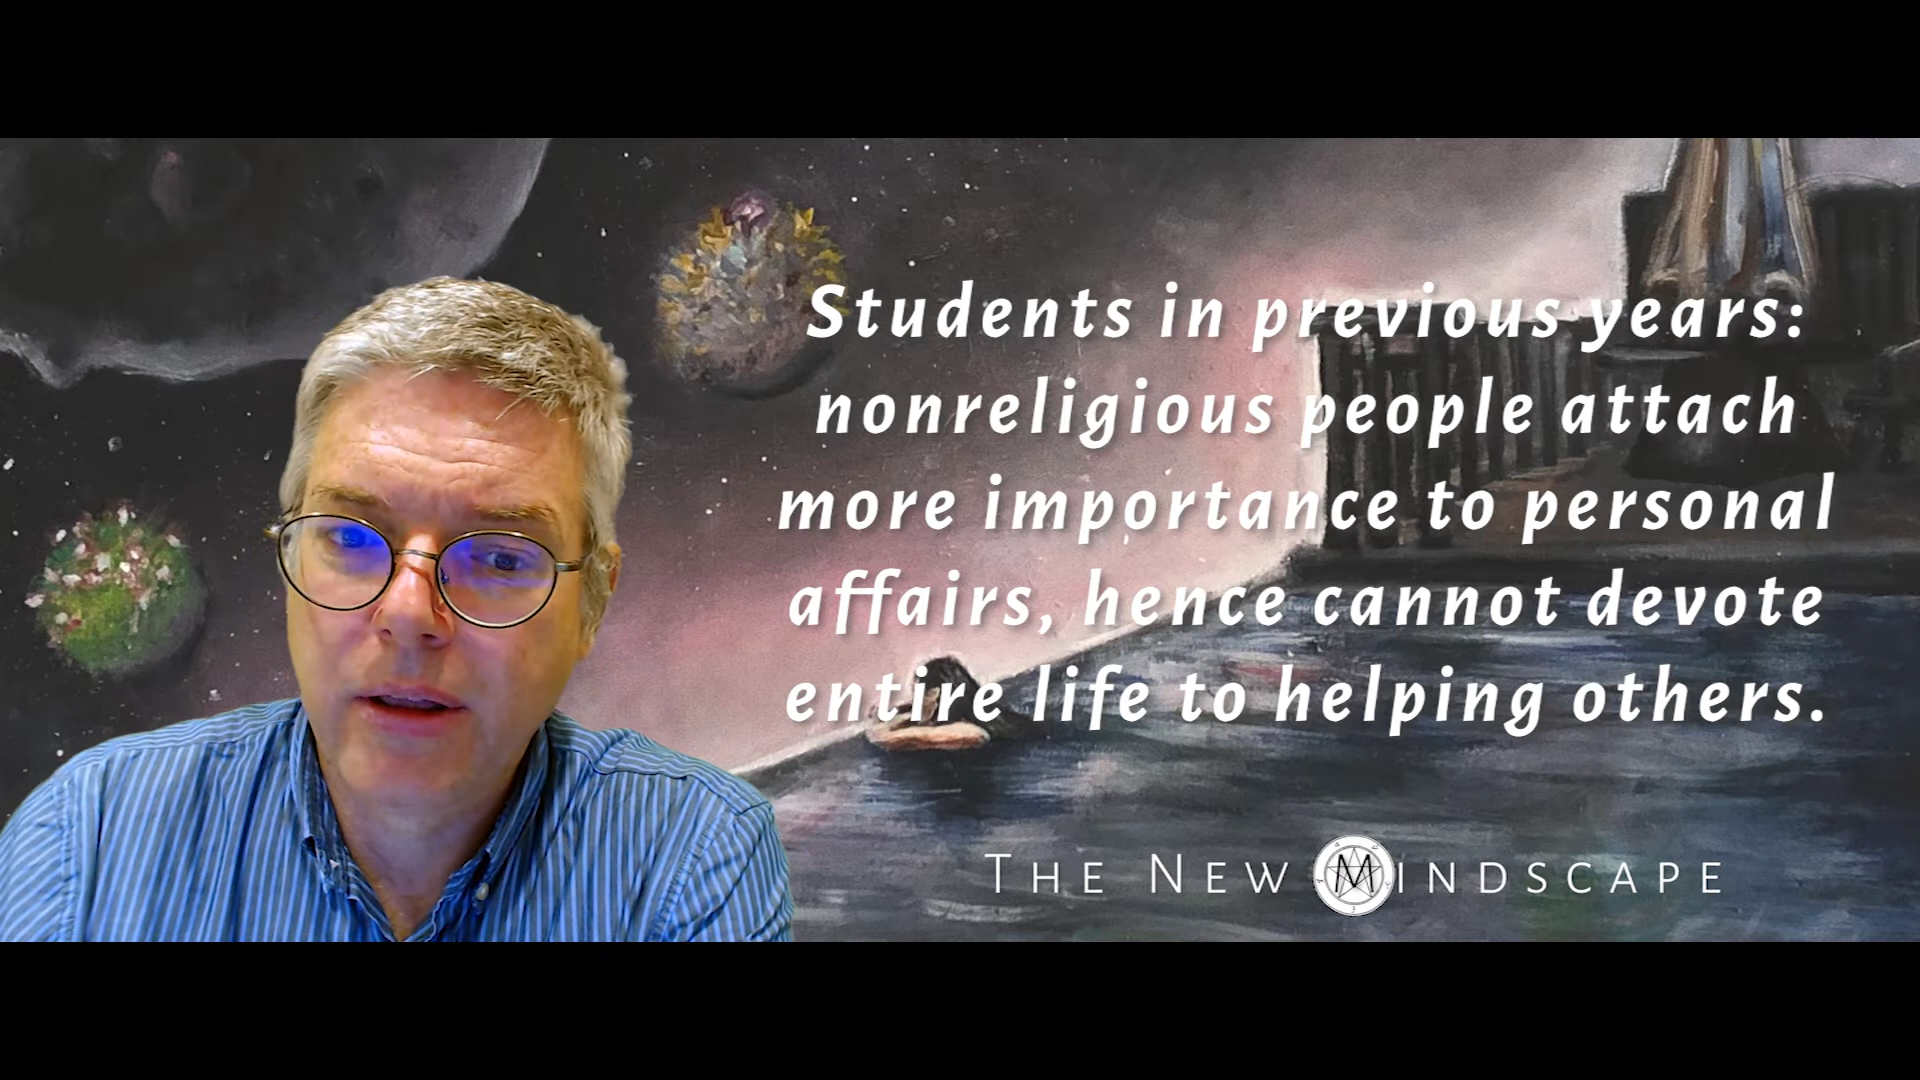 Students in previous years:
nonreligious people attach
more importance to personal
affairs, hence cannot devote
entire life to helping others.
THE NEW MINDSCAPE